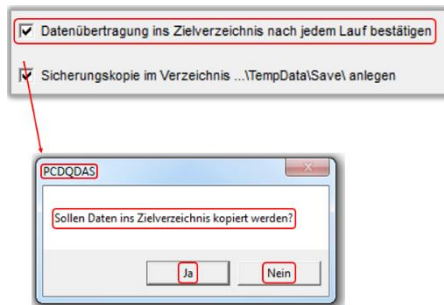 Datenübertragung ins Zielverzeichnis nach jedem Lauf bestätigen
Sicherungskopie im Verzeichnis ...\TempData\Save\ anlegen
PCDQDAS
Sollen Daten ins Zielverzeichnis kopiert werden?
Ja
Nein